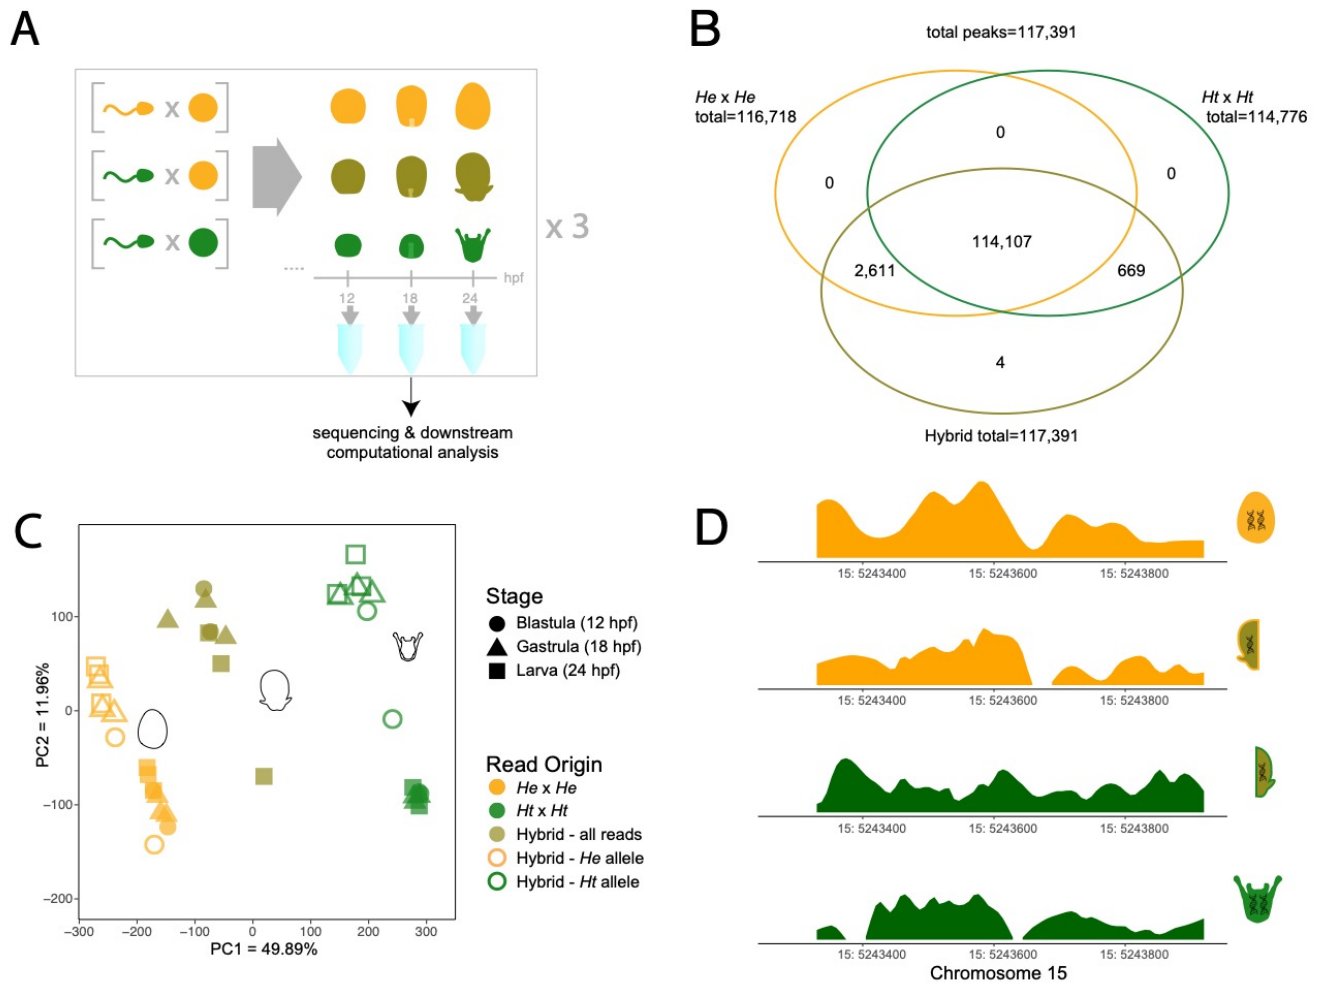 A
X
X
X
x 3
....
hpf
12
18
24
sequencing & downstream
computational analysis
B
total peaks=117,391
He x He
total=116,718
Ht x Ht
total=114,776
0
0
0
114,107
2,611
669
4
Hybrid total=117,391
C
100
0
−100
−200
−300
−200
−100
0
100
200
300
PC2 = 11.96%
PC1 = 49.89%
Stage
Blastula (12 hpf)
Gastrula (18 hpf)
Larva (24 hpf)
Read Origin
He x He
Ht x Ht
Hybrid - all reads
Hybrid - He allele
Hybrid - Ht allele
D
15: 5243400 15: 5243600 15: 5243800
15: 5243400 15: 5243600 15: 5243800
15: 5243400 15: 5243600 15: 5243800
15: 5243400 15: 5243600 15: 5243800
Chromosome 15